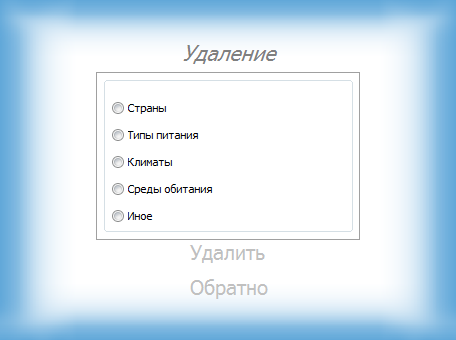 Удаление
Страны
Типы питания
Климаты
Среды обитания
Иное
Удалить
Обратно